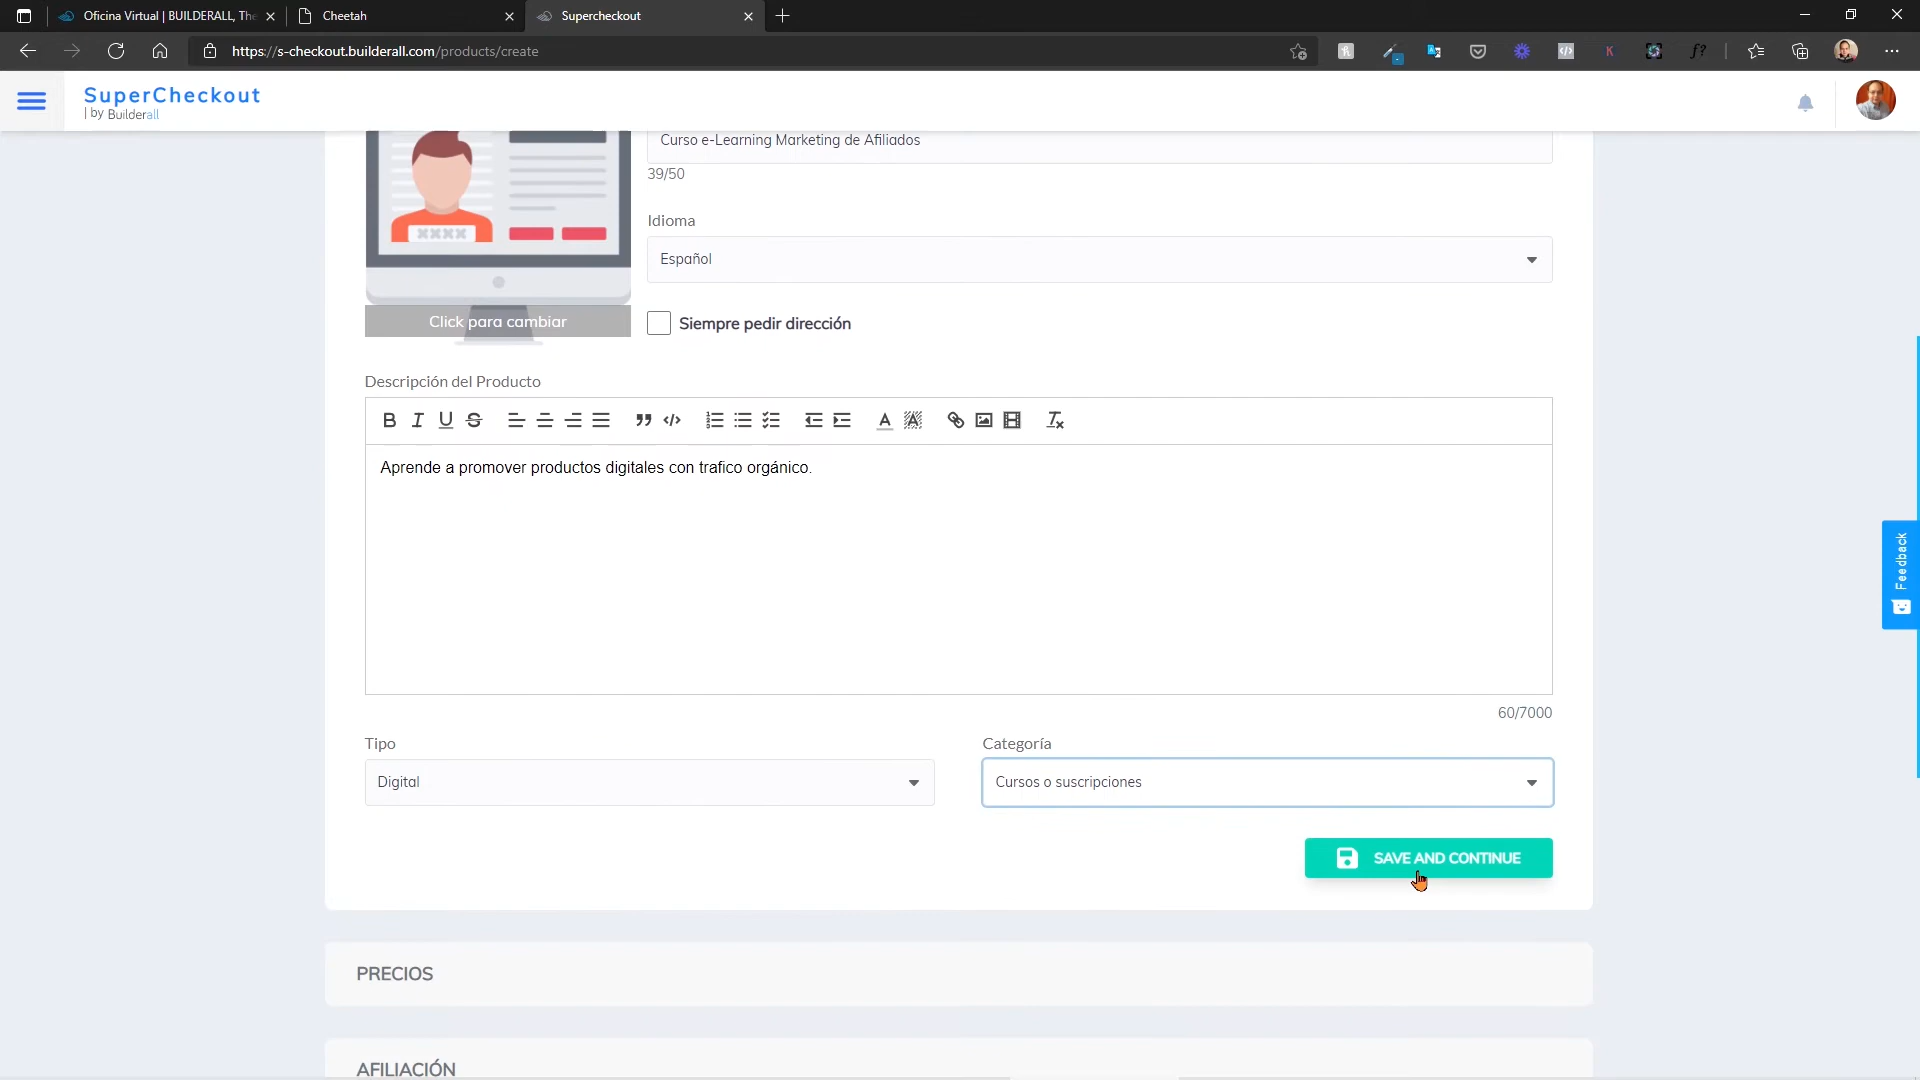 Oficina Virtual | BUILDERALL, The
Cheetah
Supercheckout
https://s-checkout.builderall.com/products/create
SuperCheckout
| by Builderall
Curso e-Learning Marketing de Afiliados
39/50
Idioma
Español
XXXX
Click para cambiar
Siempre pedir dirección
Descripción del Producto
Aprende a promover productos digitales con trafico orgánico.
60/7000
Tipo
Categoría
Digital
Cursos o suscripciones
SAVE AND CONTINUE
Feedback
PRECIOS
AFILIACIÓN